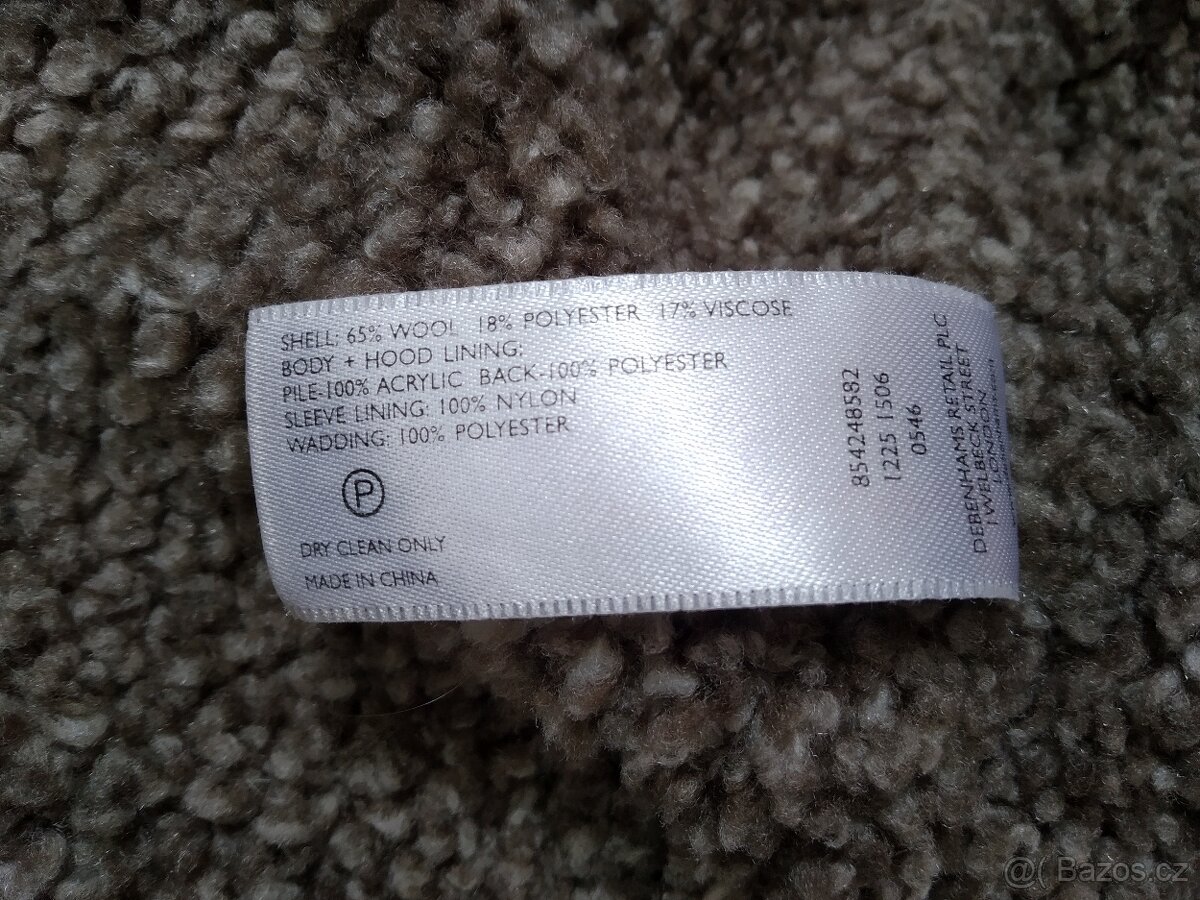 SHELL: 65% WOOL 18% POLYESTER 17% VISCOSE
BODY + HOOD LINING:
PILE-100% ACRYLIC BACK-100% POLYESTER
SLEEVE LINING: 100% NYLON
WADDING: 100% POLYESTER
P
DRY CLEAN ONLY
MADE IN CHINA
854248582
1225 1506
0546
DEBENHAMS RETAIL PLC
1 WELBECK STREET
LONDON
@( Bazos.cz